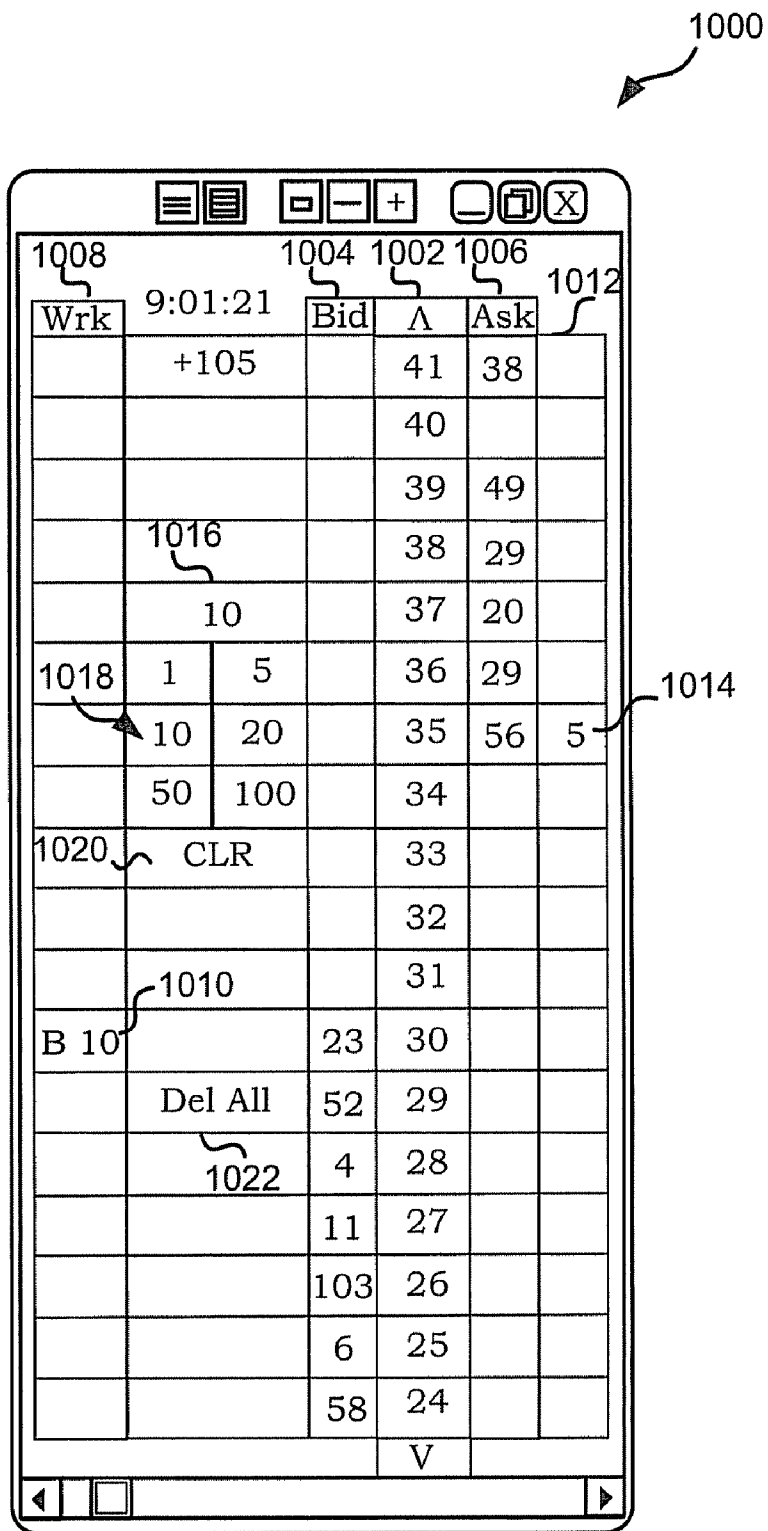 1000
+ X
1008 1004 1002 1006
1012
Wrk 9:01:21 Bid Λ Ask
+105 41 38
40
39 49
1016 38 29
10 37 20
1018 1 5 36 29
1014
10 20 35 56 5
50 100 34
1020 CLR 33
32
1010 31
B 10 23 30
Del All 52 29
1022 4 28
11 27
103 26
6 25
58 24
V